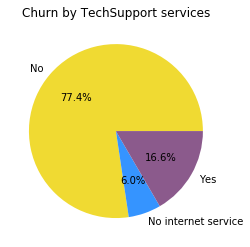 Churn by TechSupport services
No
77.4%
16.6%
6.0%
Yes
No internet service